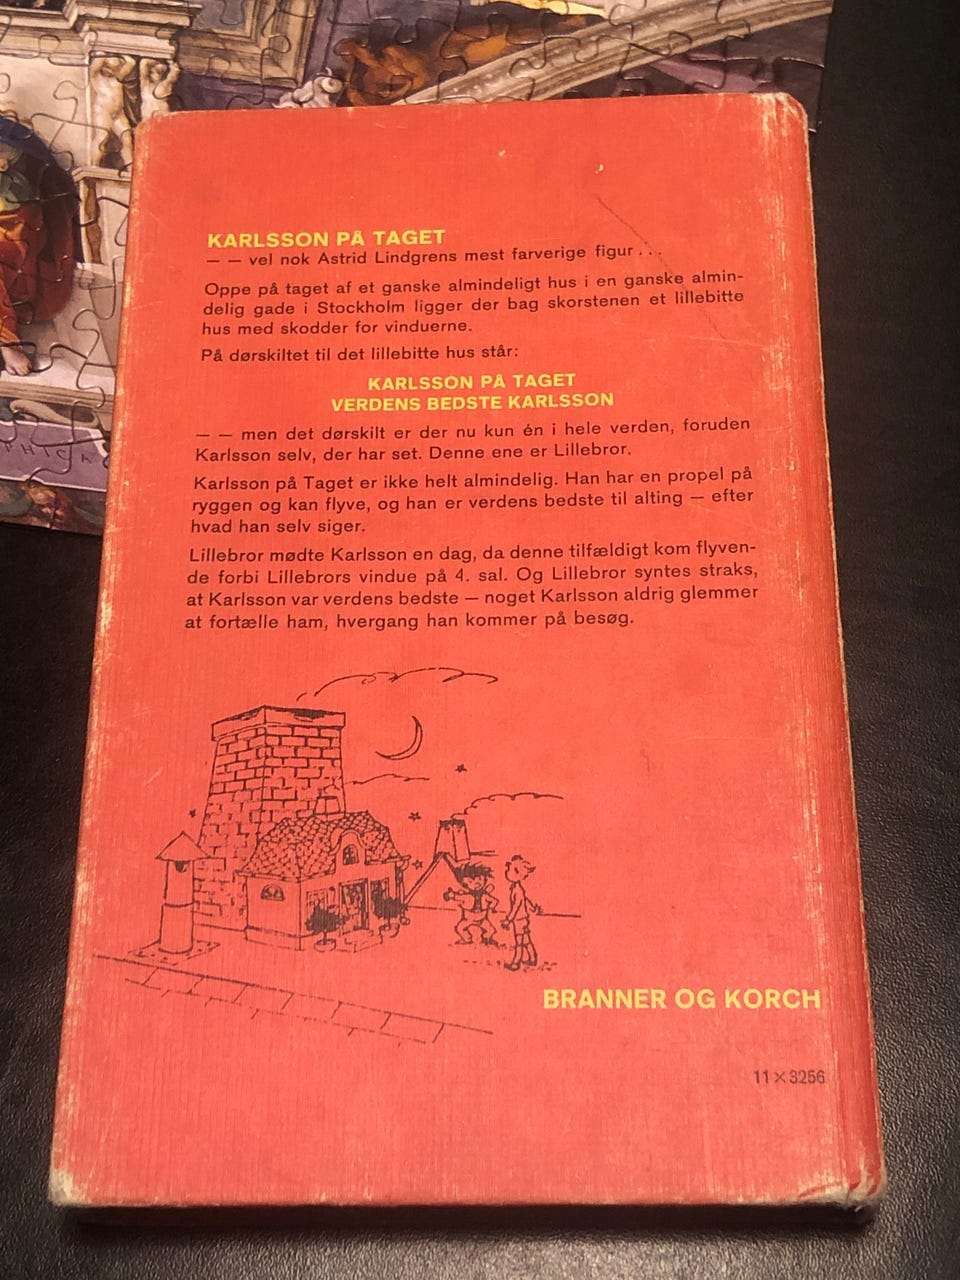 KARLSSON PÅ TAGET
— — vel nok Astrid Lindgrens mest farverige figur . . .
Oppe på taget af et ganske almindeligt hus i en ganske almin-
delig gade i Stockholm ligger der bag skorstenen et lillebitte
hus med skodder for vinduerne.
På dørskiltet til det lillebitte hus står:
KARLSSON PÅ TAGET
VERDENS BEDSTE KARLSSON
— — men det dørskilt er der nu kun én i hele verden, foruden
Karlsson selv, der har set. Denne ene er Lillebror.
Karlsson på Taget er ikke helt almindelig. Han har en propel på
ryggen og kan flyve, og han er verdens bedste til alting — efter
hvad han selv siger.
Lillebror mødte Karlsson en dag, da denne tilfældigt kom flyven-
de forbi Lillebrors vindue på 4. sal. Og Lillebror syntes straks,
at Karlsson var verdens bedste — noget Karlsson aldrig glemmer
at fortælle ham, hvergang han kommer på besøg.
BRANNER OG KORCH
11 × 3256